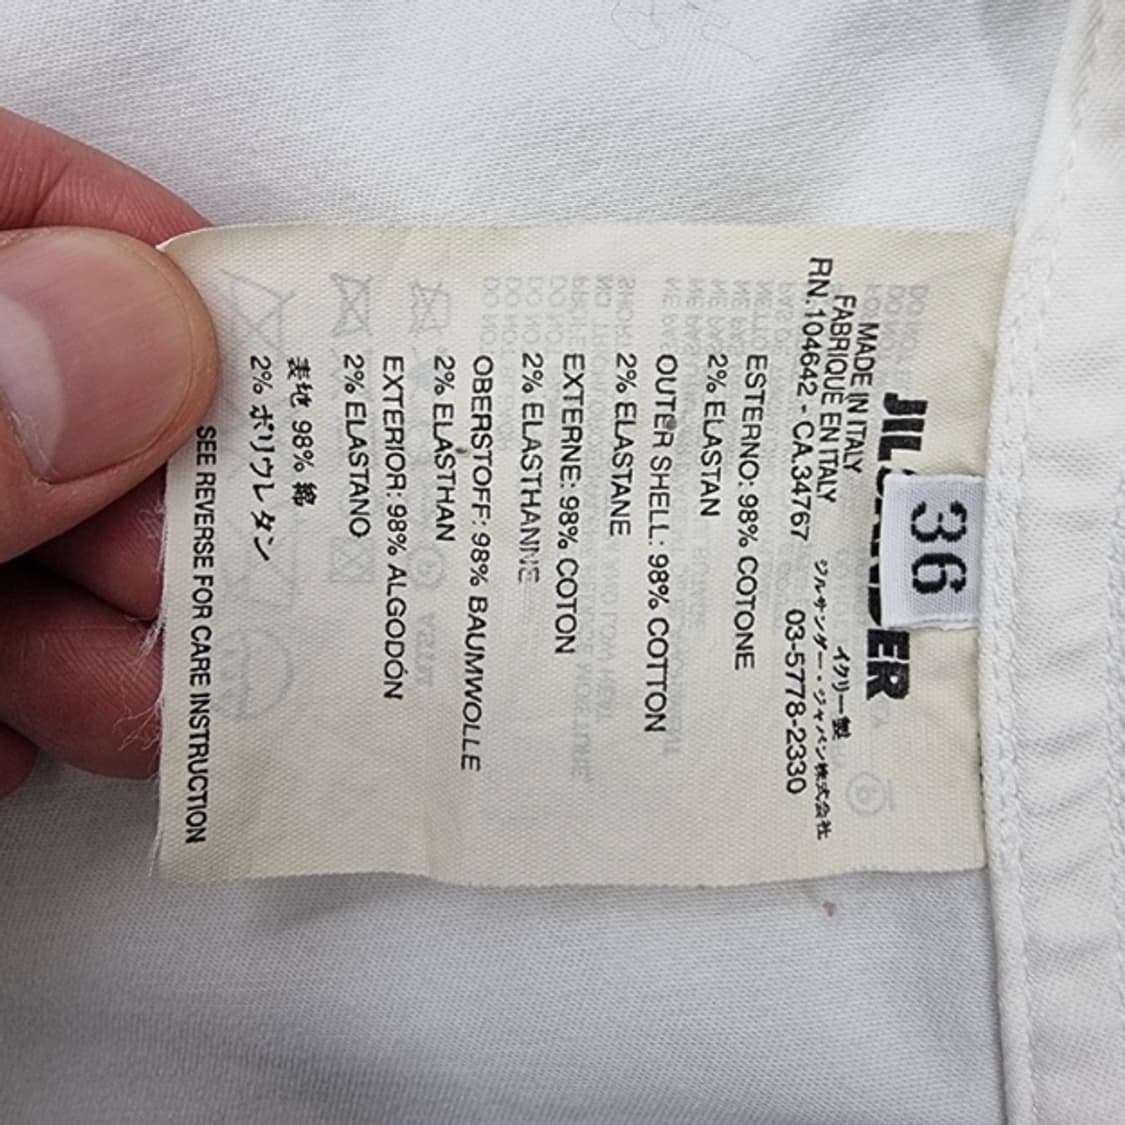 JIL SANDER
36
MADE IN ITALY
FABRIQUÉ EN ITALY イタリー製
RN.104642 - CA.34767 ジルサンダー・ジャパン株式会社
03-5778-2330
ESTERNO: 98% COTONE
2% ELASTAN
OUTER SHELL: 98% COTTON
2% ELASTANE
EXTERNE: 98% COTON
2% ELASTHANNE
OBERSTOFF: 98% BAUMWOLLE
2% ELASTHAN
EXTERIOR: 98% ALGODÓN
2% ELASTANO
表地 98% 綿
2% ポリウレタン
SEE REVERSE FOR CARE INSTRUCTION